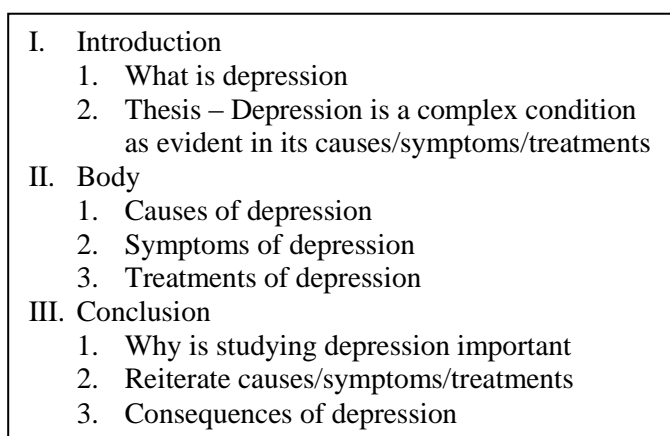 I. Introduction
1. What is depression
2. Thesis – Depression is a complex condition
as evident in its causes/symptoms/treatments
II. Body
1. Causes of depression
2. Symptoms of depression
3. Treatments of depression
III. Conclusion
1. Why is studying depression important
2. Reiterate causes/symptoms/treatments
3. Consequences of depression